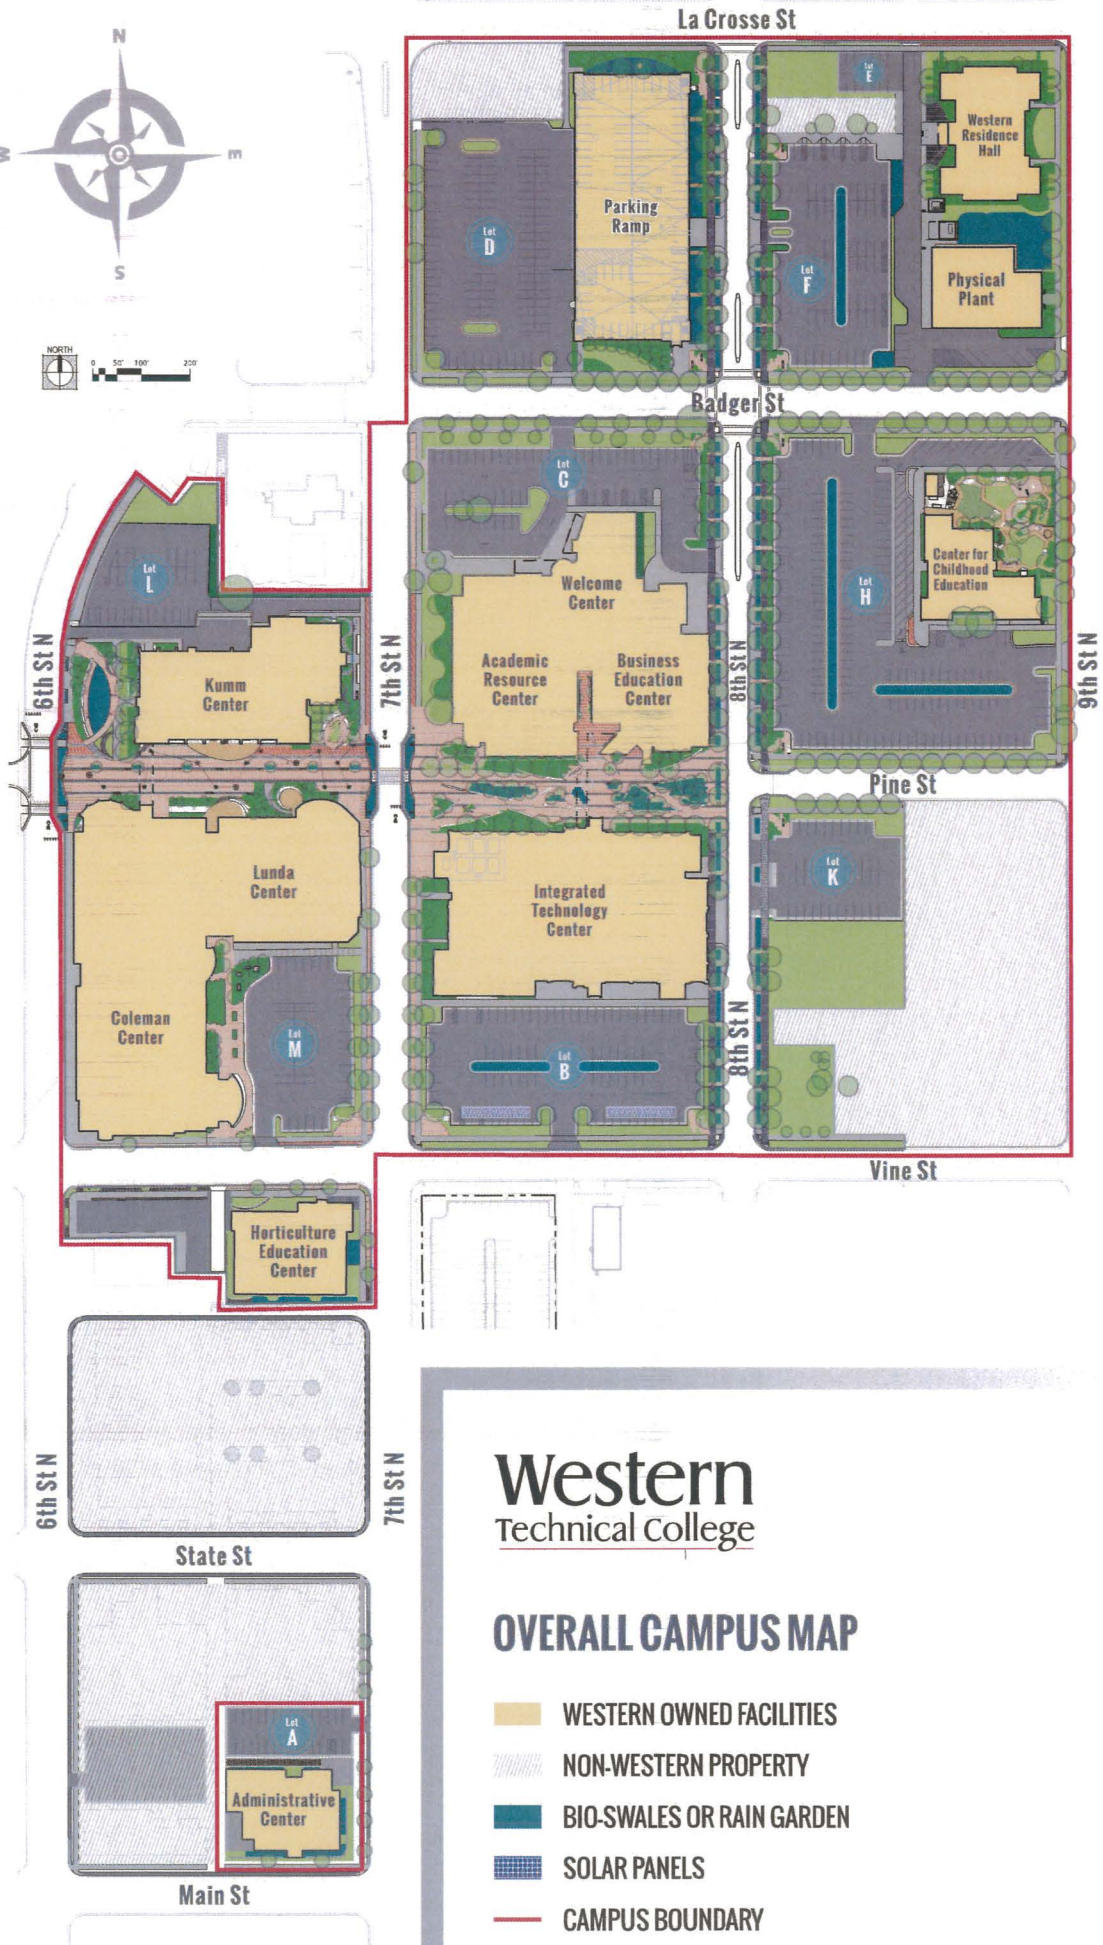 La Crosse St
N
W
E
S
NORTH
0 50' 100' 200'
Lot
E
Western
Residence
Hall
Parking
Ramp
Lot
D
Lot
F
Physical
Plant
Badger St
Lot
C
Lot
L
Welcome
Center
Center for
Childhood
Education
Lot
H
6th St N
Kumm
Center
7th St N
Academic
Resource
Center
Business
Education
Center
8th St N
9th St N
Pine St
Lunda
Center
Integrated
Technology
Center
Lot
K
Coleman
Center
Lot
M
Lot
B
8th St N
Vine St
Horticulture
Education
Center
6th St N
7th St N
State St
Lot
A
Administrative
Center
Main St
Western
Technical College
OVERALL CAMPUS MAP
WESTERN OWNED FACILITIES
NON-WESTERN PROPERTY
BIO-SWALES OR RAIN GARDEN
SOLAR PANELS
CAMPUS BOUNDARY